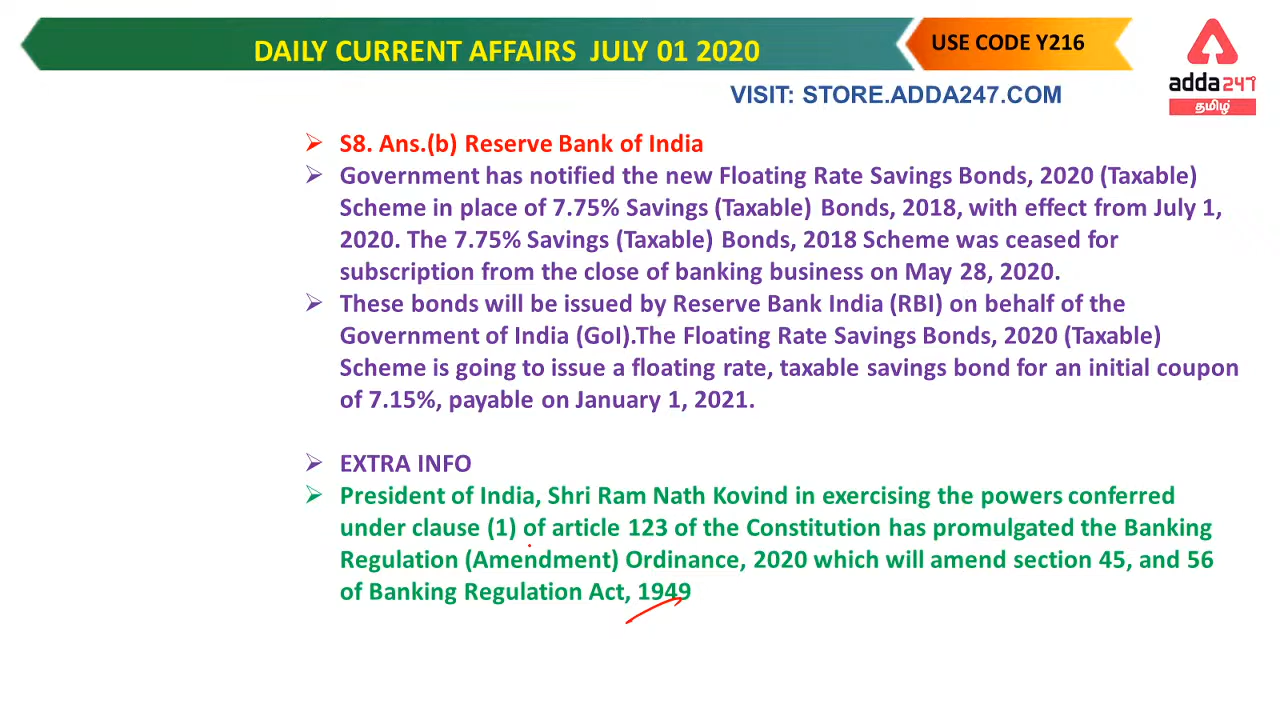 DAILY CURRENT AFFAIRS JULY 01 2020
USE CODE Y216
adda247
தமிழ்
VISIT: STORE.ADDA247.COM
S8. Ans.(b) Reserve Bank of India
Government has notified the new Floating Rate Savings Bonds, 2020 (Taxable)
Scheme in place of 7.75% Savings (Taxable) Bonds, 2018, with effect from July 1,
2020. The 7.75% Savings (Taxable) Bonds, 2018 Scheme was ceased for
subscription from the close of banking business on May 28, 2020.
These bonds will be issued by Reserve Bank India (RBI) on behalf of the
Government of India (GoI).The Floating Rate Savings Bonds, 2020 (Taxable)
Scheme is going to issue a floating rate, taxable savings bond for an initial coupon
of 7.15%, payable on January 1, 2021.
EXTRA INFO
President of India, Shri Ram Nath Kovind in exercising the powers conferred
under clause (1) of article 123 of the Constitution has promulgated the Banking
Regulation (Amendment) Ordinance, 2020 which will amend section 45, and 56
of Banking Regulation Act, 1949